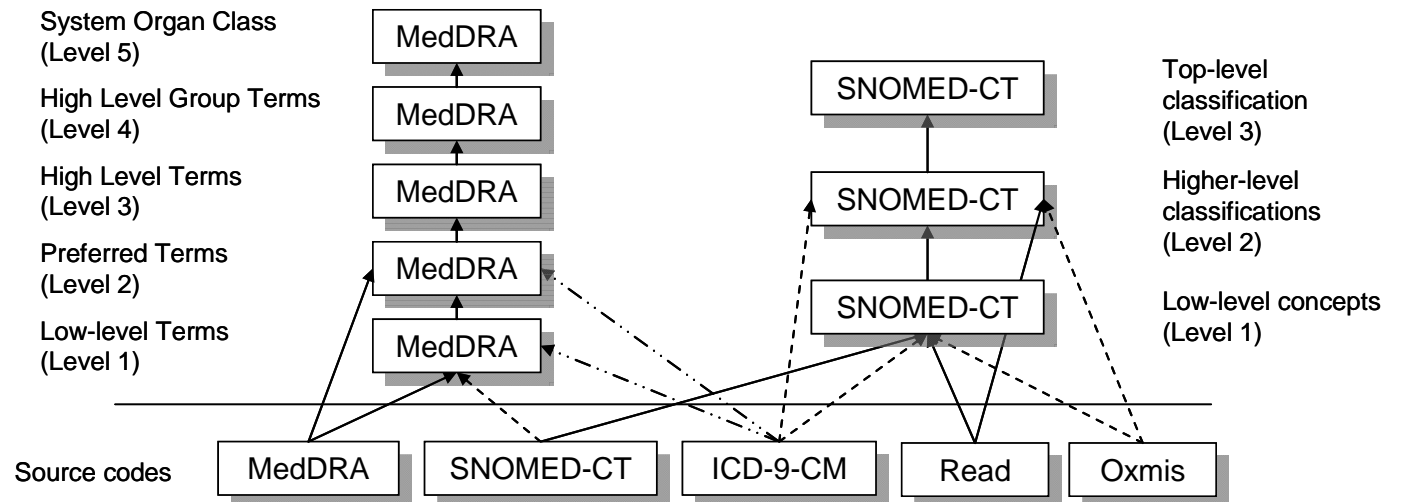 System Organ Class
(Level 5)
MedDRA
High Level Group Terms
(Level 4)
MedDRA
High Level Terms
(Level 3)
MedDRA
Preferred Terms
(Level 2)
MedDRA
Low-level Terms
(Level 1)
MedDRA
SNOMED-CT
Top-level
classification
(Level 3)
SNOMED-CT
Higher-level
classifications
(Level 2)
SNOMED-CT
Low-level concepts
(Level 1)
Source codes
MedDRA
SNOMED-CT
ICD-9-CM
Read
Oxmis